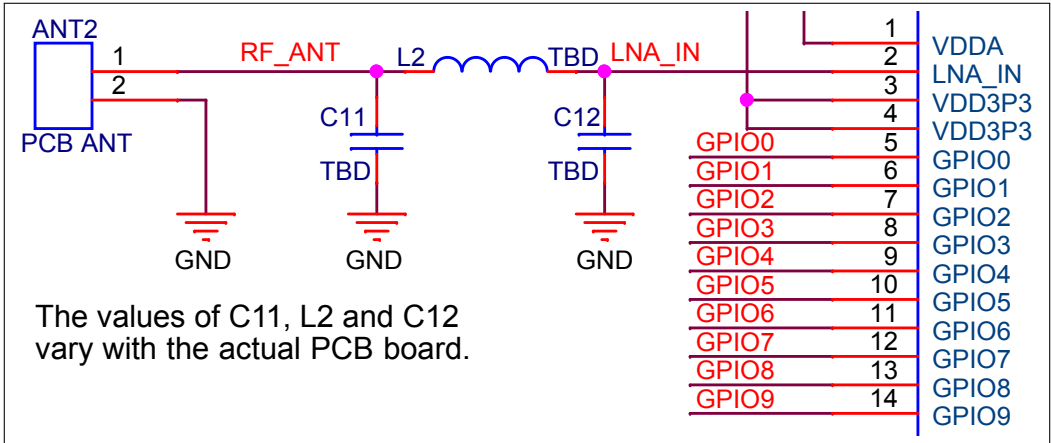 ANT2
PCB ANT
1
2
RF_ANT
L2
TBD
LNA_IN
C11
TBD
C12
TBD
GND
GND
GND
The values of C11, L2 and C12
vary with the actual PCB board.
1 VDDA
2 LNA_IN
3 VDD3P3
4 VDD3P3
GPIO0 5 GPIO0
GPIO1 6 GPIO1
GPIO2 7 GPIO2
GPIO3 8 GPIO3
GPIO4 9 GPIO4
GPIO5 10 GPIO5
GPIO6 11 GPIO6
GPIO7 12 GPIO7
GPIO8 13 GPIO8
GPIO9 14 GPIO9